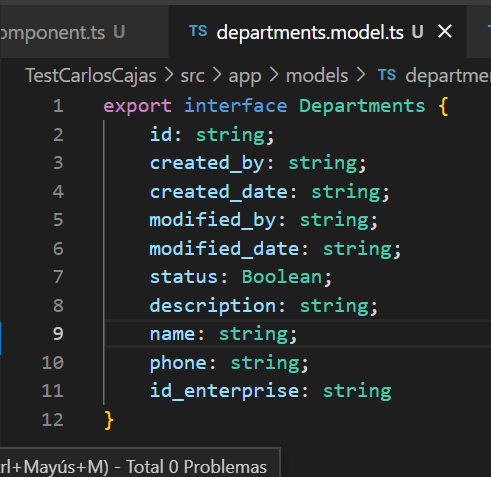 omponent.ts U
TS departments.model.ts U ×
TestCarlosCajas > src > app > models > TS departme
1 export interface Departments {
2 id: string;
3 created_by: string;
4 created_date: string;
5 modified_by: string;
6 modified_date: string;
7 status: Boolean;
8 description: string;
9 name: string;
10 phone: string;
11 id_enterprise: string
12 }
rl+Mayús+M) - Total 0 Problemas